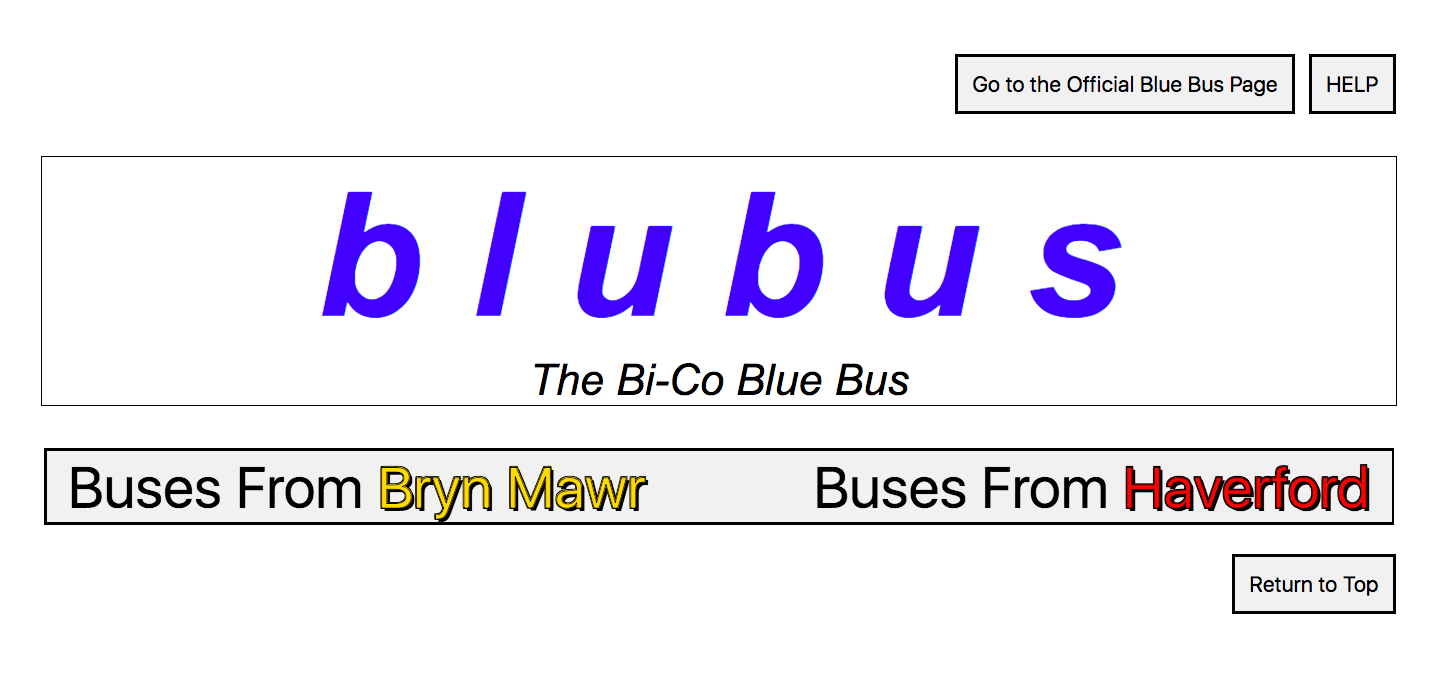 Go to the Official Blue Bus Page HELP
blubus
The Bi-Co Blue Bus
Buses From Bryn Mawr Buses From Haverford
Return to Top